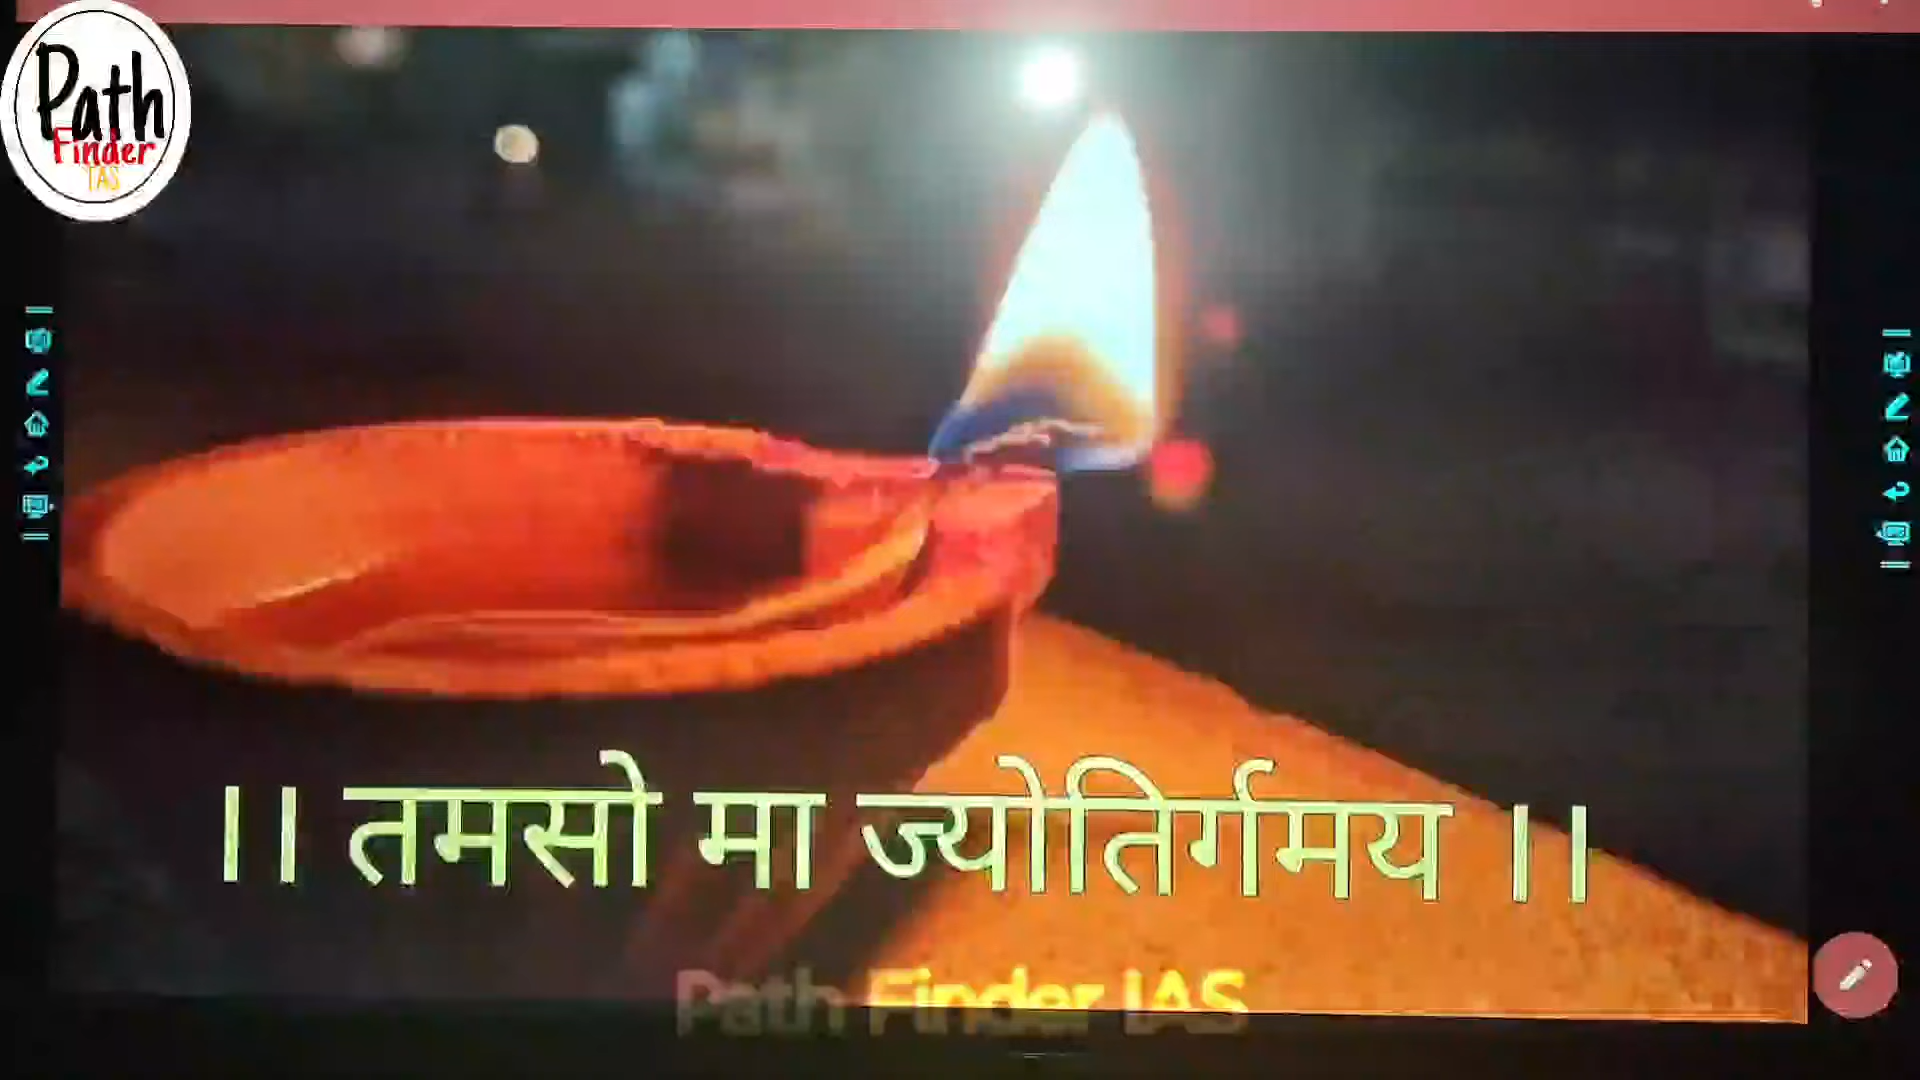 Path
Finder
IAS
।। तमसो मा ज्योतिर्गमय ।।
Path Finder IAS